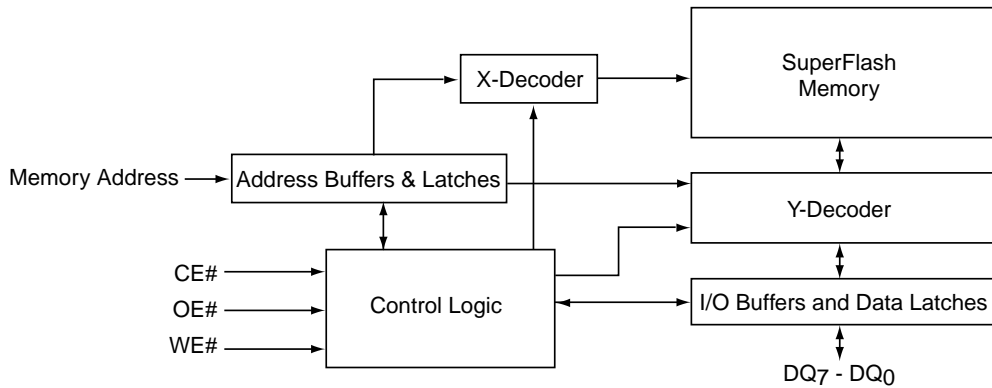 SuperFlash
Memory
X-Decoder
Memory Address
Address Buffers & Latches
Y-Decoder
CE#
OE#
WE#
Control Logic
I/O Buffers and Data Latches
DQ7 - DQ0